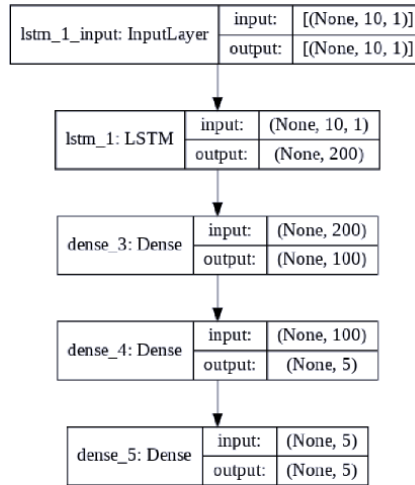 lstm_1_input: InputLayer
input: [(None, 10, 1)]
output: [(None, 10, 1)]
lstm_1: LSTM
input: (None, 10, 1)
output: (None, 200)
dense_3: Dense
input: (None, 200)
output: (None, 100)
dense_4: Dense
input: (None, 100)
output: (None, 5)
dense_5: Dense
input: (None, 5)
output: (None, 5)